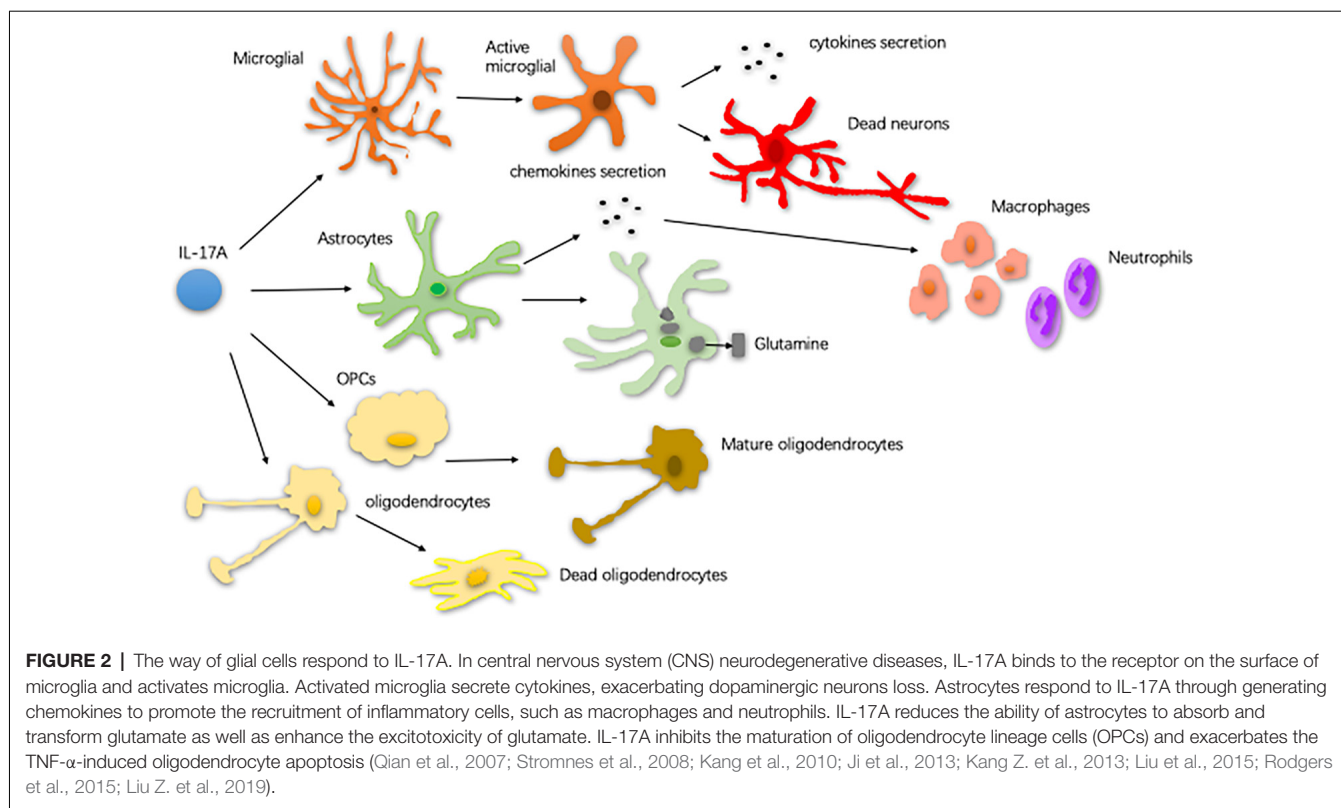 Microglial
Active
microglial
cytokines secretion
Dead neurons
chemokines secretion
Macrophages
Astrocytes
IL-17A
Neutrophils
Glutamine
OPCs
Mature oligodendrocytes
oligodendrocytes
Dead oligodendrocytes
FIGURE 2 | The way of glial cells respond to IL-17A. In central nervous system (CNS) neurodegenerative diseases, IL-17A binds to the receptor on the surface of
microglia and activates microglia. Activated microglia secrete cytokines, exacerbating dopaminergic neurons loss. Astrocytes respond to IL-17A through generating
chemokines to promote the recruitment of inflammatory cells, such as macrophages and neutrophils. IL-17A reduces the ability of astrocytes to absorb and
transform glutamate as well as enhance the excitotoxicity of glutamate. IL-17A inhibits the maturation of oligodendrocyte lineage cells (OPCs) and exacerbates the
TNF-α-induced oligodendrocyte apoptosis (Qian et al., 2007; Stromnes et al., 2008; Kang et al., 2010; Ji et al., 2013; Kang Z. et al., 2013; Liu et al., 2015; Rodgers
et al., 2015; Liu Z. et al., 2019).